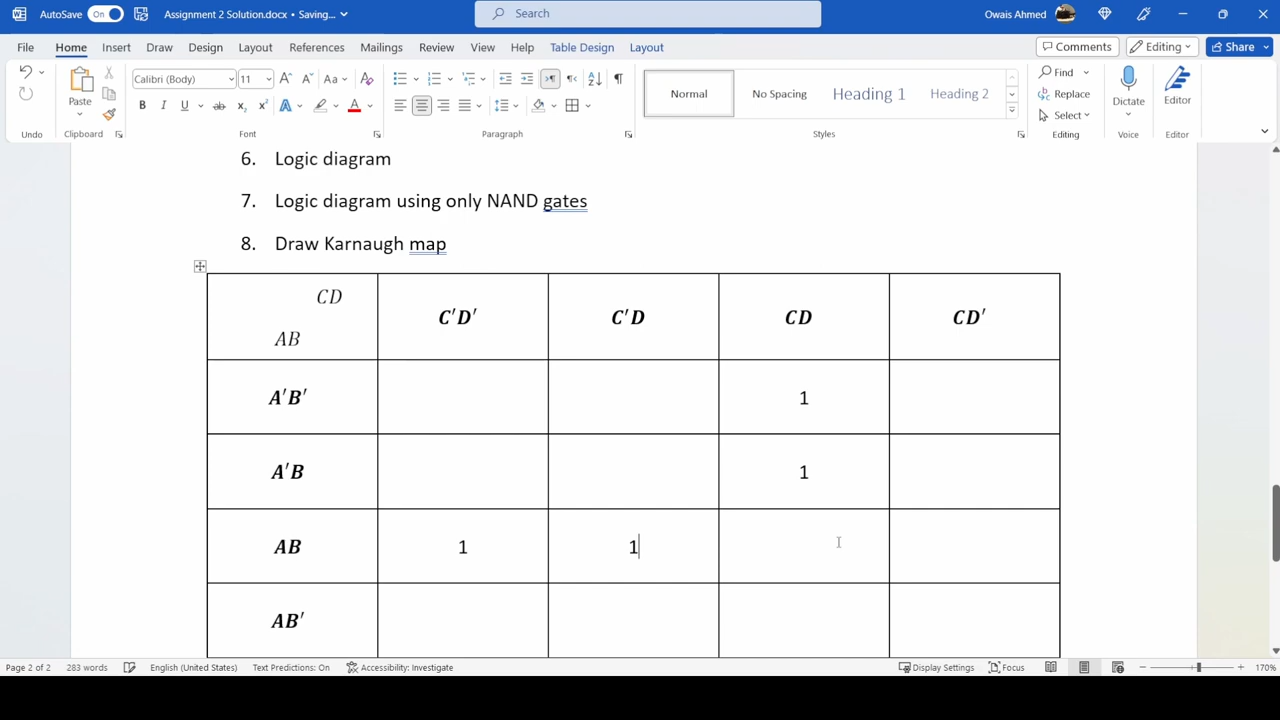 AutoSave On Assignment 2 Solution.docx • Saving... Search Owais Ahmed
File Home Insert Draw Design Layout References Mailings Review View Help Table Design Layout Comments Editing Share
Paste Calibri (Body) 11 Aa Normal No Spacing Heading 1 Heading 2 Find Replace Select Dictate Editor
Undo Clipboard Font Paragraph Styles Editing Voice Editor
6. Logic diagram
7. Logic diagram using only NAND gates
8. Draw Karnaugh map
CD
AB
C′D′ C′D CD CD′
A′B′ 1
A′B 1
AB 1 1
AB′
Page 2 of 2 283 words English (United States) Text Predictions: On Accessibility: Investigate Display Settings Focus 170%